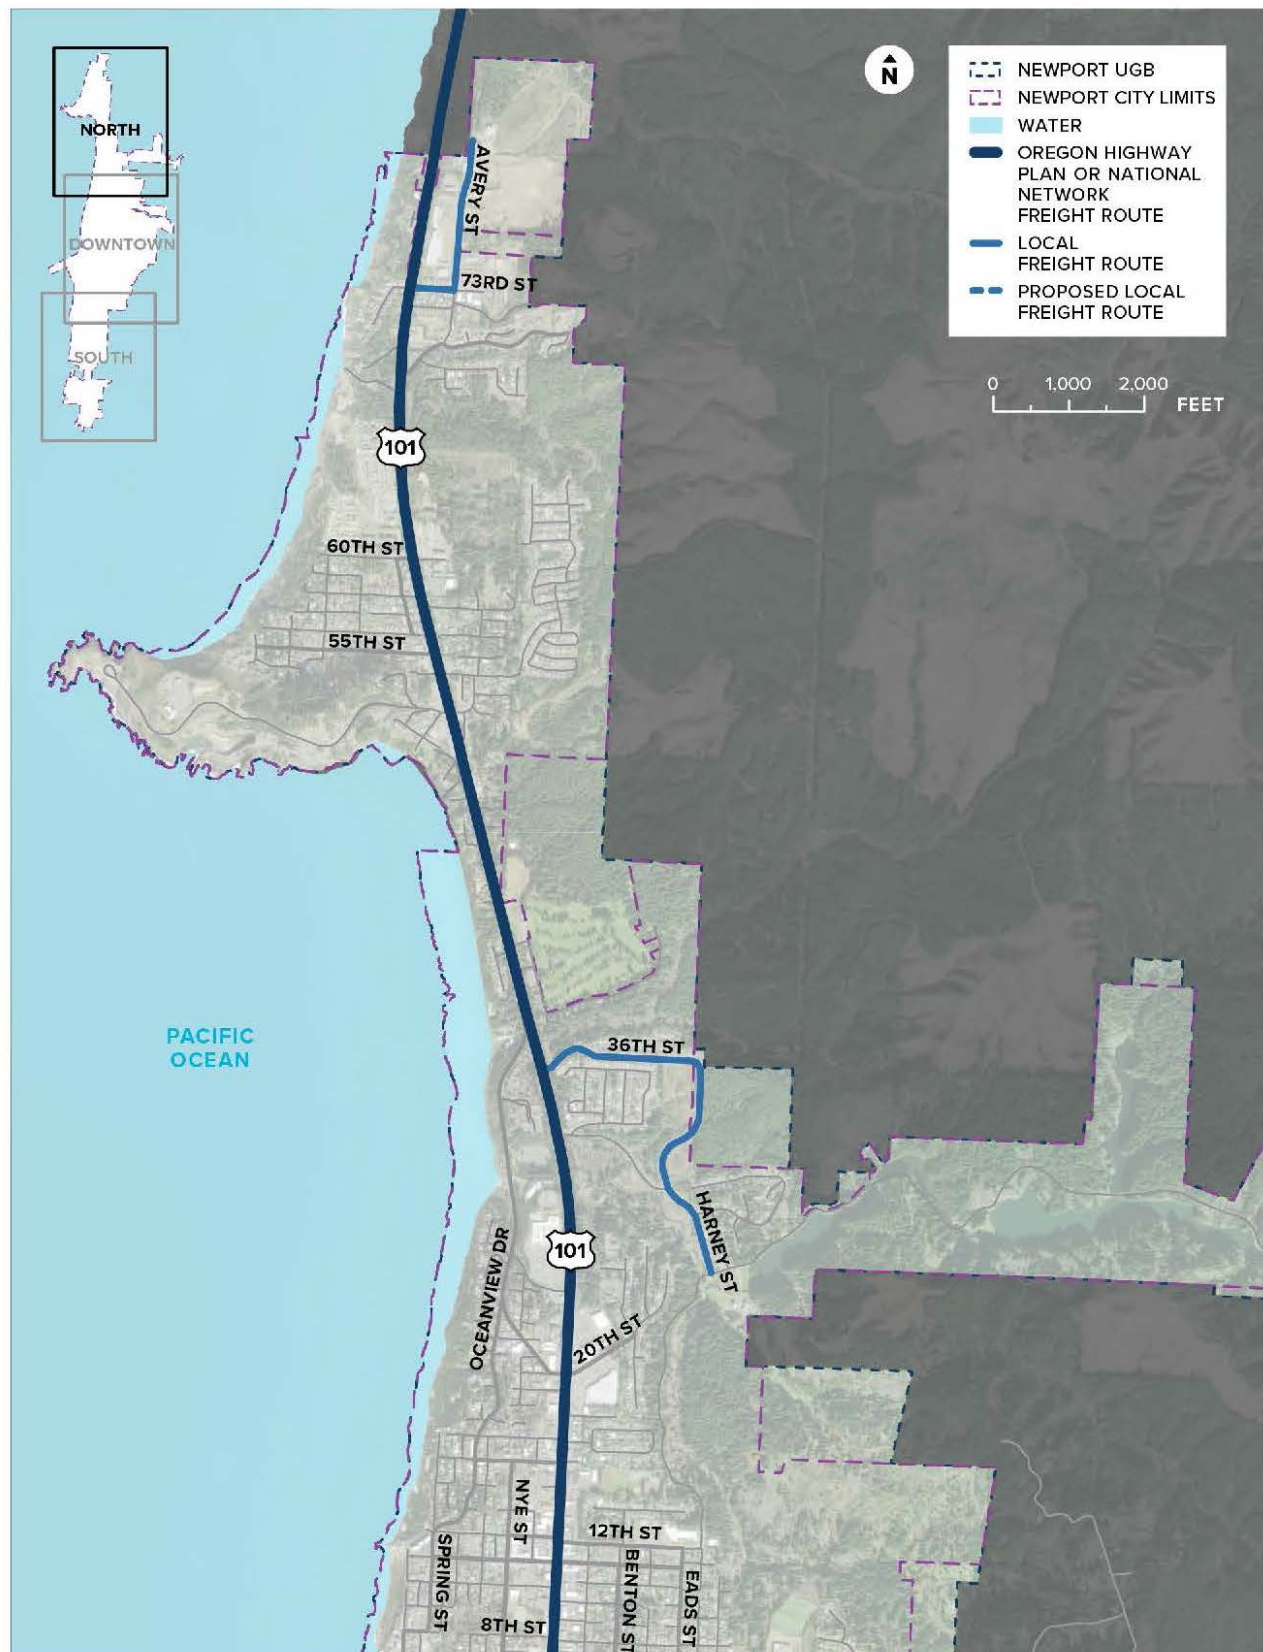 NORTH
DOWNTOWN
SOUTH
N
NEWPORT UGB
NEWPORT CITY LIMITS
WATER
OREGON HIGHWAY
PLAN OR NATIONAL
NETWORK
FREIGHT ROUTE
LOCAL
FREIGHT ROUTE
PROPOSED LOCAL
FREIGHT ROUTE
0 1,000 2,000
FEET
AVERY ST
73RD ST
101
60TH ST
55TH ST
PACIFIC
OCEAN
36TH ST
HARNEY ST
OCEANVIEW DR
101
20TH ST
NYE ST
12TH ST
SPRING ST
BENTON ST
EADS ST
8TH ST